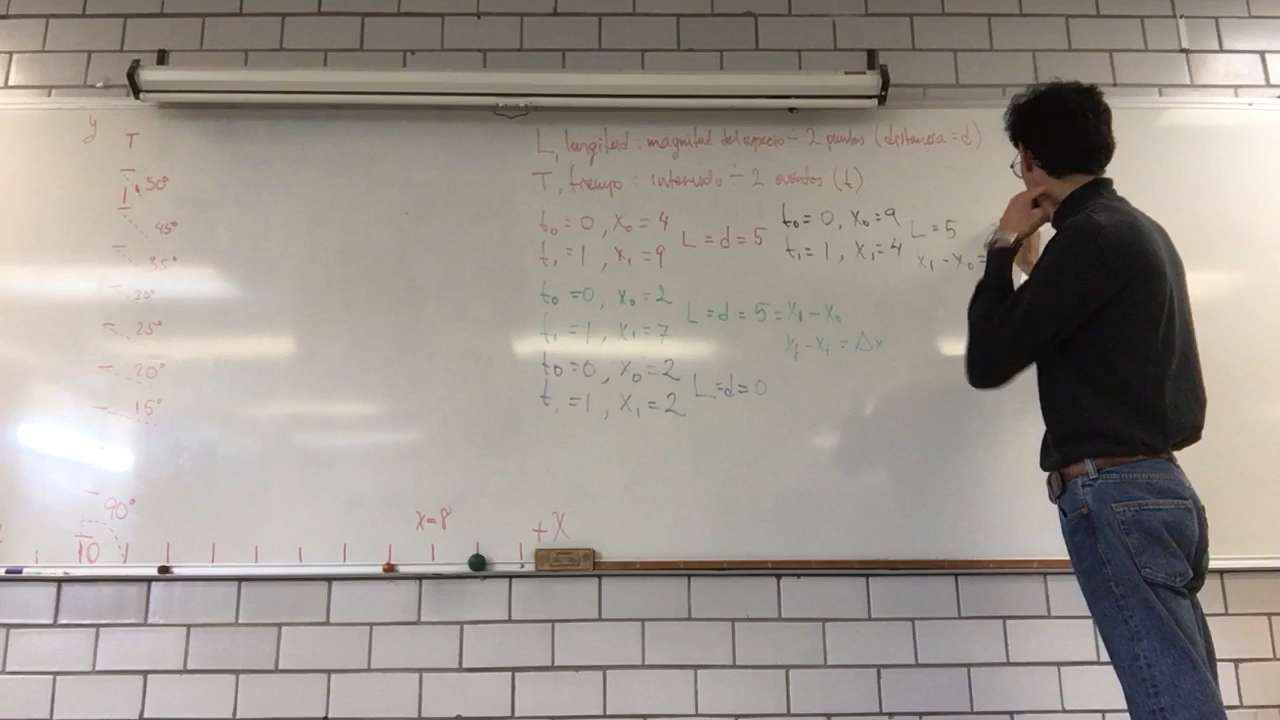 y
T
50°
45°
35°
30°
25°
20°
15°
90°
10
x=8
+X
L, longitud: magnitud del espacio ÷ 2 puntos (distancia=d)
T, tiempo: intervalo ÷ 2 eventos (t)
t₀=0, x₀=4
t₁=1, x₁=9
L=d=5
t₀=0, x₀=9
t₁=1, x₁=4
L=5
x₁-x₀=
t₀=0, x₀=2
t₁=1, x₁=7
L=d=5=x₁-x₀
x𝑓-xᵢ=Δx
t₀=0, x₀=2
t₁=1, x₁=2
L=d=0